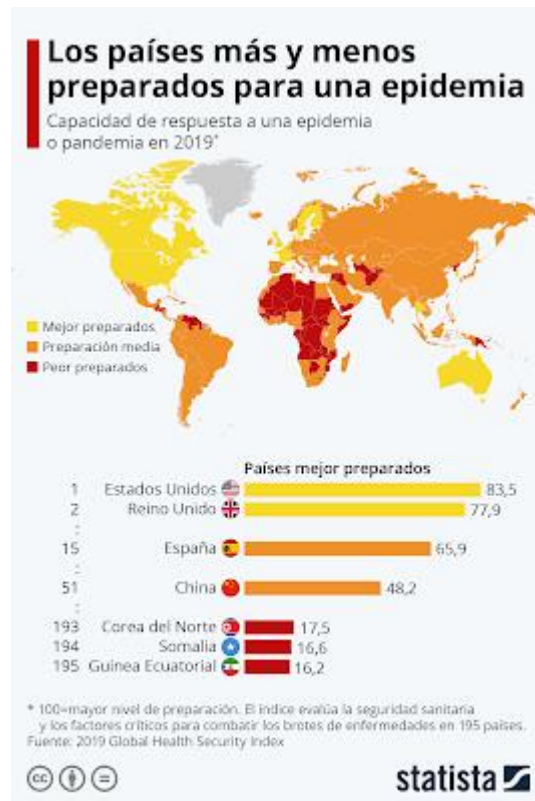 Los países más y menos
preparados para una epidemia
Capacidad de respuesta a una epidemia
o pandemia en 2019*
Mejor preparados
Preparación media
Peor preparados
Países mejor preparados
1 Estados Unidos 83,5
2 Reino Unido 77,9
:
15 España 65,9
:
51 China 48,2
:
193 Corea del Norte 17,5
194 Somalia 16,6
195 Guinea Ecuatorial 16,2
* 100=mayor nivel de preparación. El índice evalúa la seguridad sanitaria
y los factores críticos para combatir los brotes de enfermedades en 195 países.
Fuente: 2019 Global Health Security Index
cc
statista